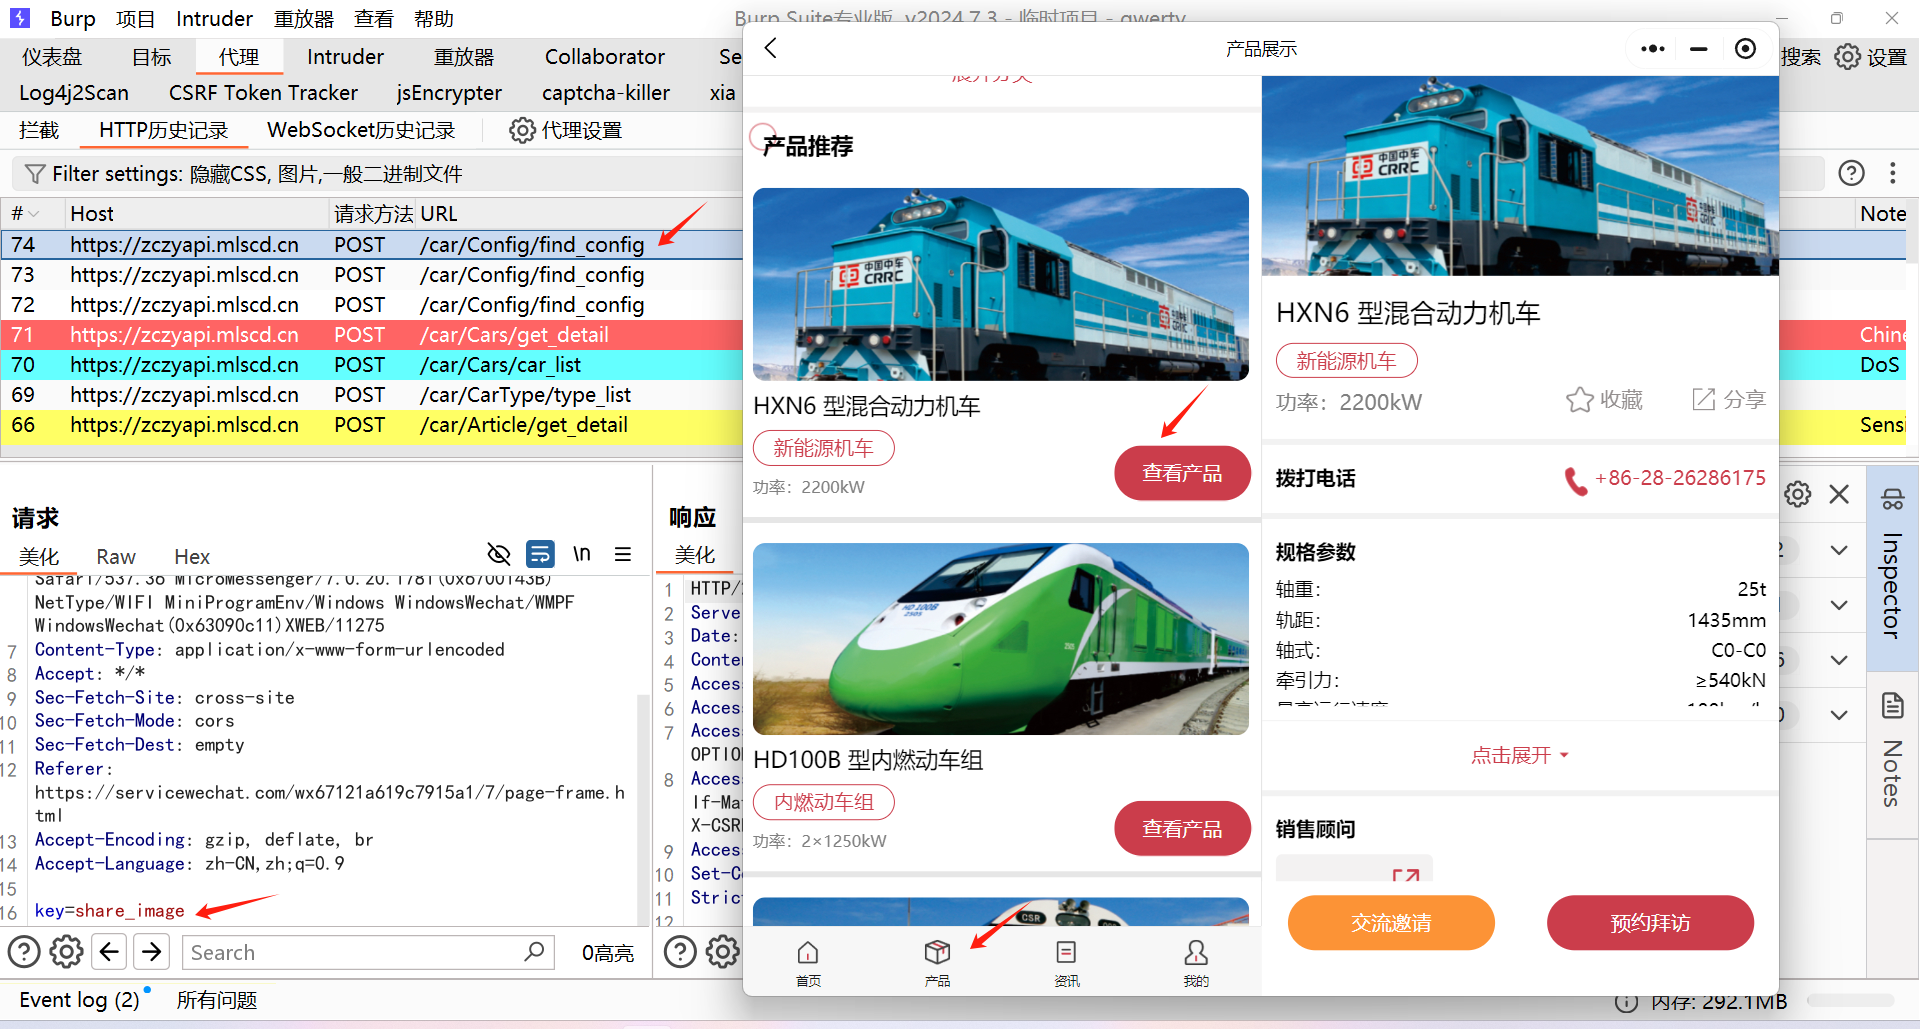 Burp 项目 Intruder 重放器 查看 帮助
Burp Suite专业版 v2024.7.3 - 临时项目 - qwerty
仪表盘 目标 代理 Intruder 重放器 Collaborator Se
搜索 设置
Log4j2Scan CSRF Token Tracker jsEncrypter captcha-killer xia
拦截 HTTP历史记录 WebSocket历史记录 代理设置
Filter settings: 隐藏CSS, 图片,一般二进制文件
# Host 请求方法 URL
Note
74 https://zczyapi.mlscd.cn POST /car/Config/find_config
73 https://zczyapi.mlscd.cn POST /car/Config/find_config
72 https://zczyapi.mlscd.cn POST /car/Config/find_config
71 https://zczyapi.mlscd.cn POST /car/Cars/get_detail
Chine
70 https://zczyapi.mlscd.cn POST /car/Cars/car_list
DoS
69 https://zczyapi.mlscd.cn POST /car/CarType/type_list
66 https://zczyapi.mlscd.cn POST /car/Article/get_detail
Sensi
请求
美化 Raw Hex
\n
Safari/537.36 MicroMessenger/7.0.20.1781(0x6700143B)
NetType/WIFI MiniProgramEnv/Windows WindowsWechat/WMPF
WindowsWechat(0x63090c11)XWEB/11275
7 Content-Type: application/x-www-form-urlencoded
8 Accept: */*
9 Sec-Fetch-Site: cross-site
10 Sec-Fetch-Mode: cors
11 Sec-Fetch-Dest: empty
12 Referer:
https://servicewechat.com/wx67121a619c7915a1/7/page-frame.h
tml
13 Accept-Encoding: gzip, deflate, br
14 Accept-Language: zh-CN,zh;q=0.9
15
16 key=share_image
Search
0高亮
响应
美化
1 HTTP/
2 Serve
3 Date:
4 Conte
5 Acces
6 Acces
7 Acces
OPTIO
8 Acces
If-Ma
X-CSR
9 Acces
10 Set-C
11 Stric
12
Event log (2) 所有问题
内存: 292.1MB
Inspector
Notes
产品展示
展开分类
产品推荐
中国中车
CRRC
HXN6 型混合动力机车
新能源机车
功率：2200kW
查看产品
HD100B
2505
HD100B 型内燃动车组
内燃动车组
功率：2×1250kW
查看产品
CSR
首页 产品 资讯 我的
中国中车
CRRC
HXN6 型混合动力机车
新能源机车
功率：2200kW
收藏 分享
拨打电话 +86-28-26286175
规格参数
轴重： 25t
轨距： 1435mm
轴式： C0-C0
牵引力： ≥540kN
点击展开
销售顾问
交流邀请 预约拜访